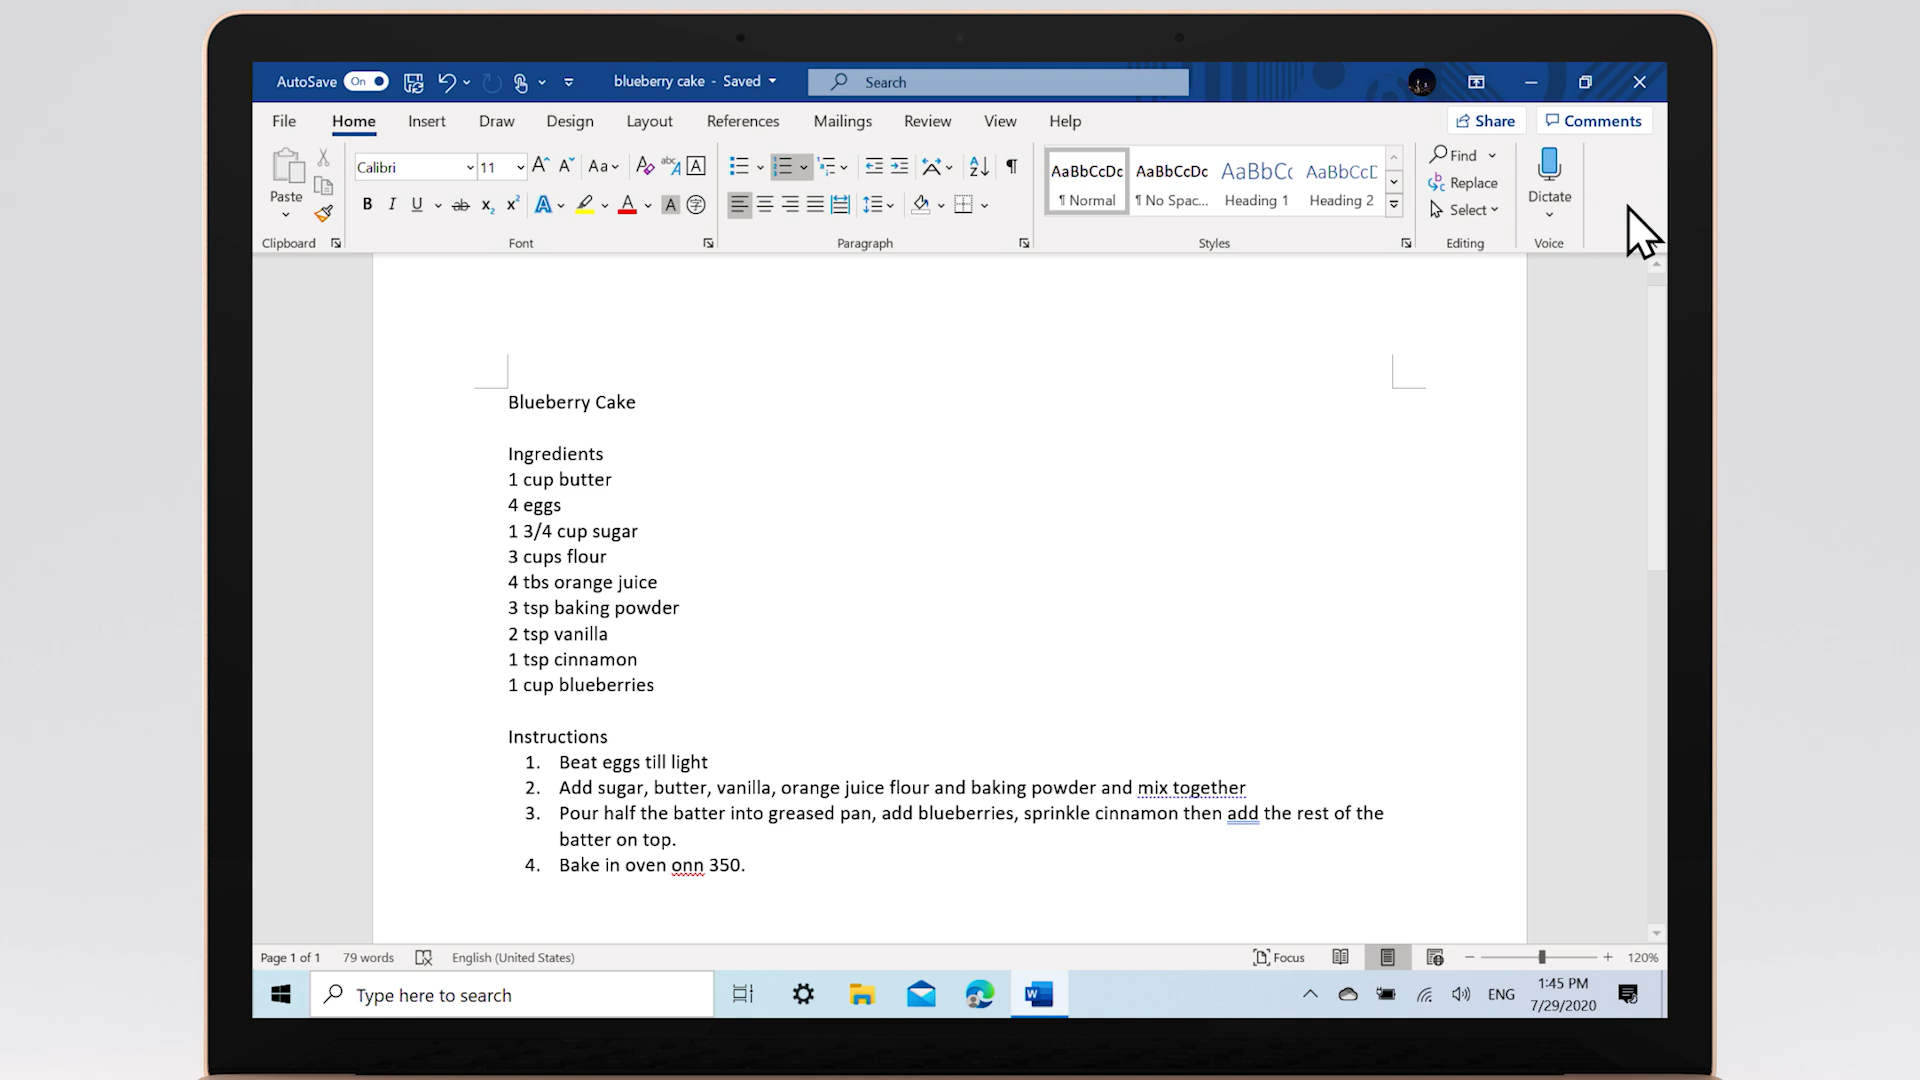 AutoSave On blueberry cake - Saved Search
File Home Insert Draw Design Layout References Mailings Review View Help Share Comments
Paste Calibri 11 Aa AaBbCcDc AaBbCcDc AaBbCc AaBbCcD Find Replace Select Dictate
¶ Normal ¶ No Spac... Heading 1 Heading 2
Clipboard Font Paragraph Styles Editing Voice
Blueberry Cake
Ingredients
1 cup butter
4 eggs
1 3/4 cup sugar
3 cups flour
4 tbs orange juice
3 tsp baking powder
2 tsp vanilla
1 tsp cinnamon
1 cup blueberries
Instructions
1. Beat eggs till light
2. Add sugar, butter, vanilla, orange juice flour and baking powder and mix together
3. Pour half the batter into greased pan, add blueberries, sprinkle cinnamon then add the rest of the
batter on top.
4. Bake in oven onn 350.
Page 1 of 1 79 words English (United States) Focus 120%
Type here to search ENG 1:45 PM
7/29/2020